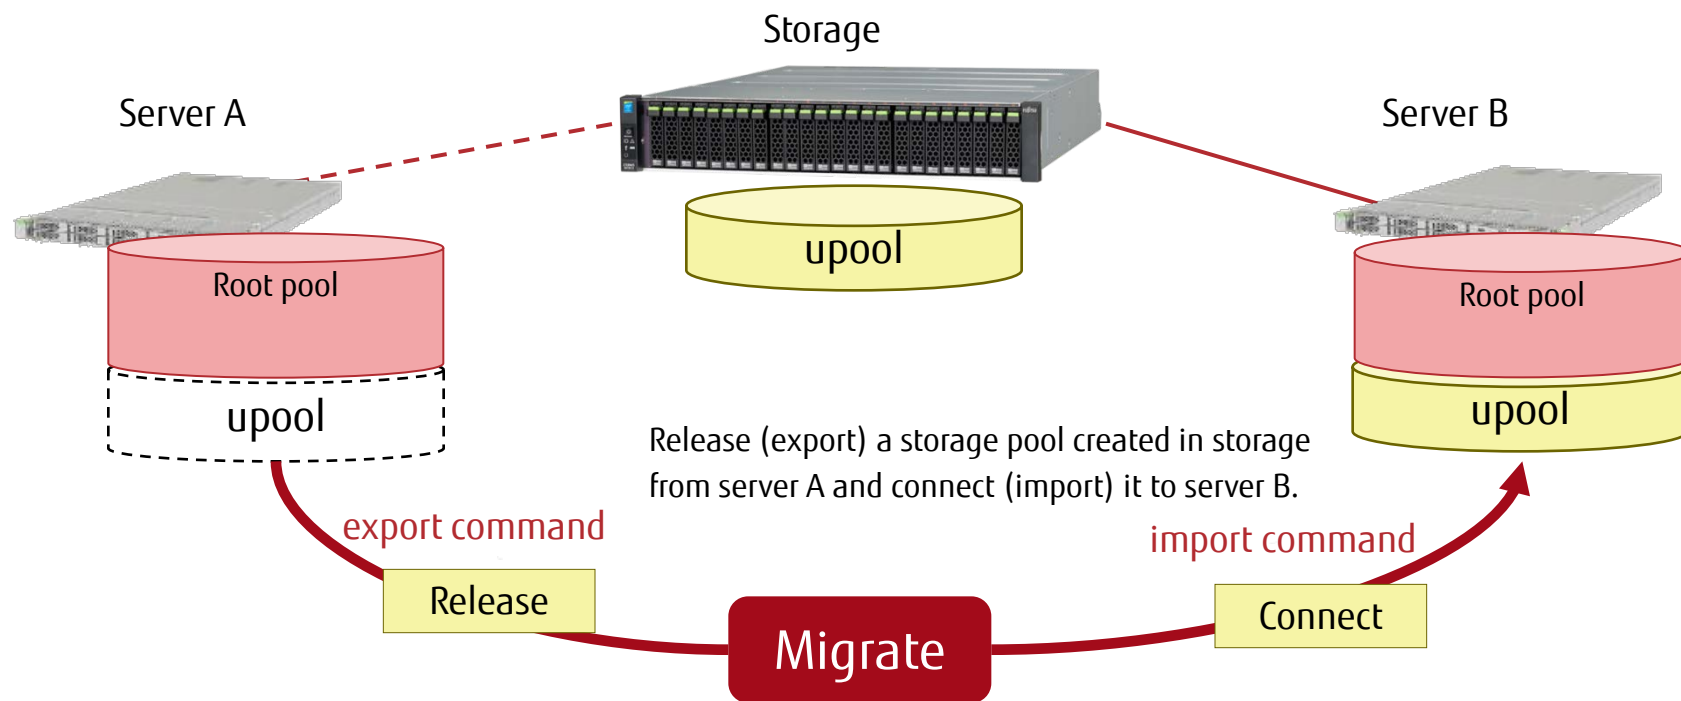 Storage
Server A
Server B
upool
Root pool
Root pool
upool
upool
Release (export) a storage pool created in storage
from server A and connect (import) it to server B.
export command
import command
Release
Connect
Migrate